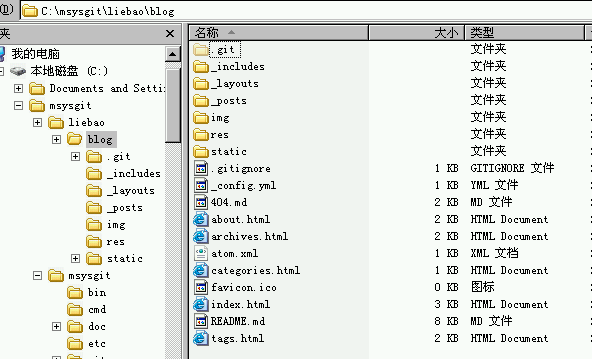 (D) C:\msysgit\liebao\blog
夹 ×
我的电脑
本地磁盘 (C:)
Documents and Setti
msysgit
liebao
blog
.git
_includes
_layouts
_posts
img
res
static
msysgit
bin
cmd
doc
etc
名称 大小 类型
.git 文件夹
_includes 文件夹
_layouts 文件夹
_posts 文件夹
img 文件夹
res 文件夹
static 文件夹
.gitignore 1 KB GITIGNORE 文件
_config.yml 1 KB YML 文件
404.md 2 KB MD 文件
about.html 2 KB HTML Document
archives.html 2 KB HTML Document
atom.xml 1 KB XML 文档
categories.html 1 KB HTML Document
favicon.ico 0 KB 图标
index.html 3 KB HTML Document
README.md 8 KB MD 文件
tags.html 2 KB HTML Document